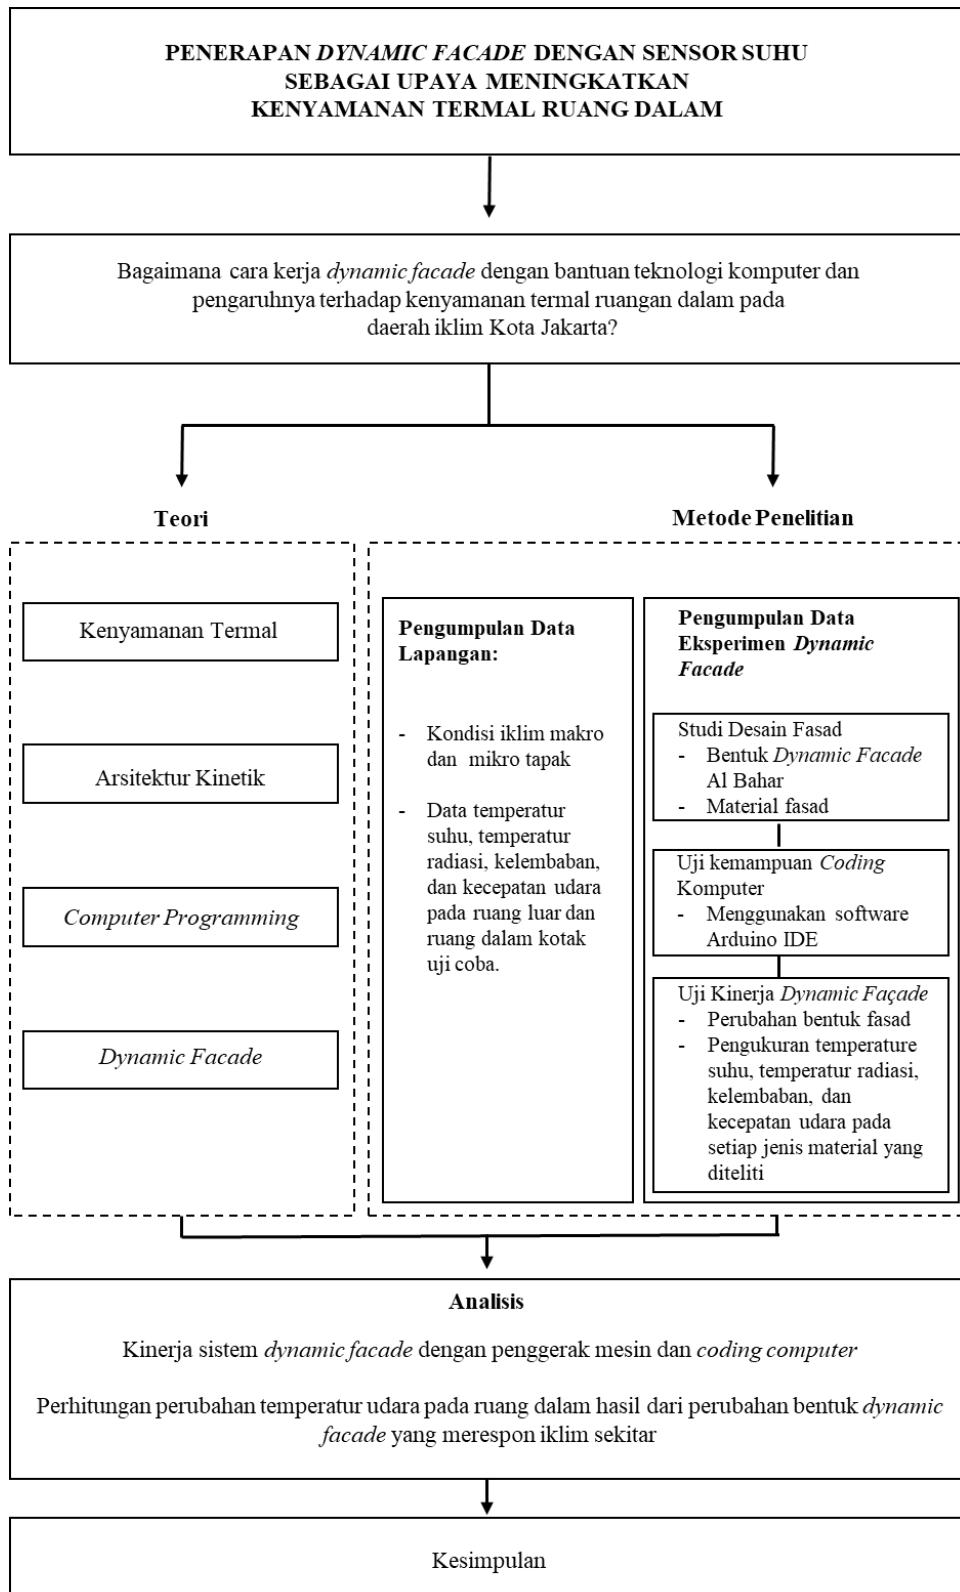 PENERAPAN DYNAMIC FACADE DENGAN SENSOR SUHU
SEBAGAI UPAYA MENINGKATKAN
KENYAMANAN TERMAL RUANG DALAM
Bagaimana cara kerja dynamic facade dengan bantuan teknologi komputer dan
pengaruhnya terhadap kenyamanan termal ruangan dalam pada
daerah iklim Kota Jakarta?
Teori
Kenyamanan Termal
Arsitektur Kinetik
Computer Programming
Dynamic Facade
Metode Penelitian
Pengumpulan Data
Lapangan:
- Kondisi iklim makro
dan mikro tapak
- Data temperatur
suhu, temperatur
radiasi, kelembaban,
dan kecepatan udara
pada ruang luar dan
ruang dalam kotak
uji coba.
Pengumpulan Data
Eksperimen Dynamic
Facade
Studi Desain Fasad
- Bentuk Dynamic Facade
Al Bahar
- Material fasad
Uji kemampuan Coding
Komputer
- Menggunakan software
Arduino IDE
Uji Kinerja Dynamic Façade
- Perubahan bentuk fasad
- Pengukuran temperature
suhu, temperatur radiasi,
kelembaban, dan
kecepatan udara pada
setiap jenis material yang
diteliti
Analisis
Kinerja sistem dynamic facade dengan penggerak mesin dan coding computer
Perhitungan perubahan temperatur udara pada ruang dalam hasil dari perubahan bentuk dynamic
facade yang merespon iklim sekitar
Kesimpulan